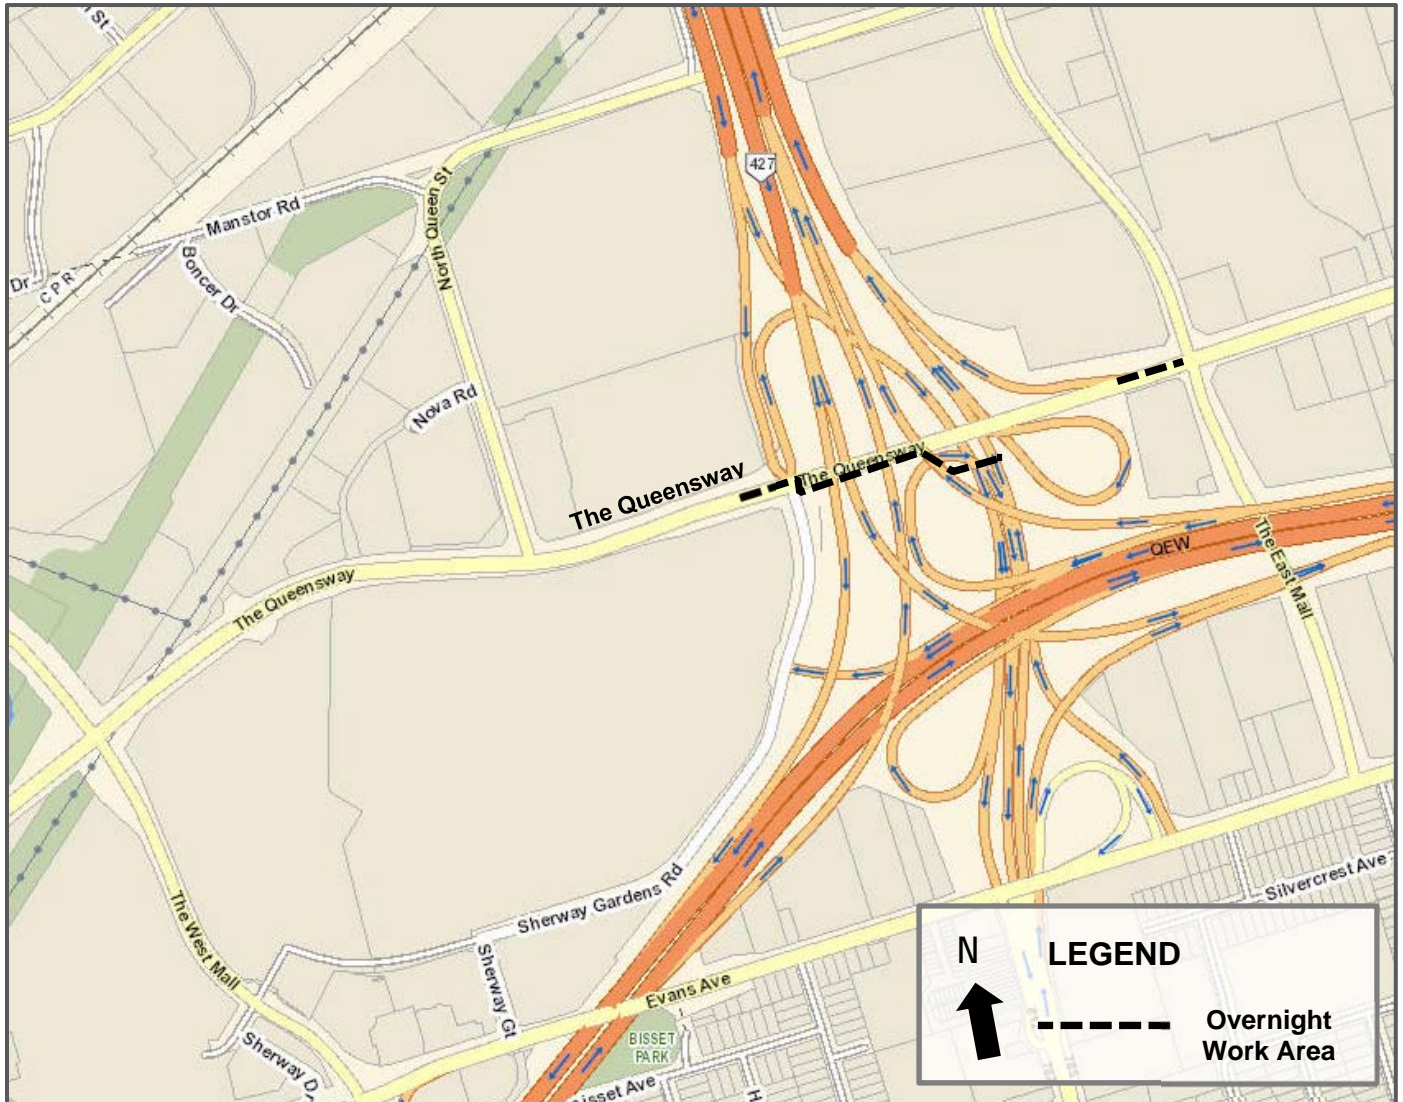 St
427
Manstor Rd
North Queen St
Boncer Dr
Dr
CPR
Nova Rd
The Queensway
The Queensway
The Queensway
QEW
The East Mall
The West Mall
Sherway Gardens Rd
Sherway Gt
Sherway Dr
Evans Ave
BISSET
PARK
Bisset Ave
H
Silvercrest Ave
N
LEGEND
Overnight
Work Area